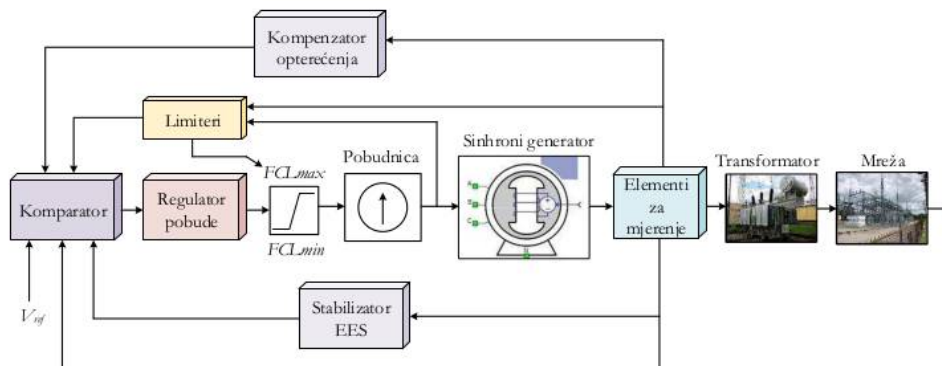 Kompenzator
opterećenja
Limiteri
Sinhroni generator
FCLmax
Pobudnica
Transformator
Mreža
Komparator
Regulator
pobude
Elementi
za
mjerenje
FCLmin
A
B
C
Vref
Stabilizator
EES